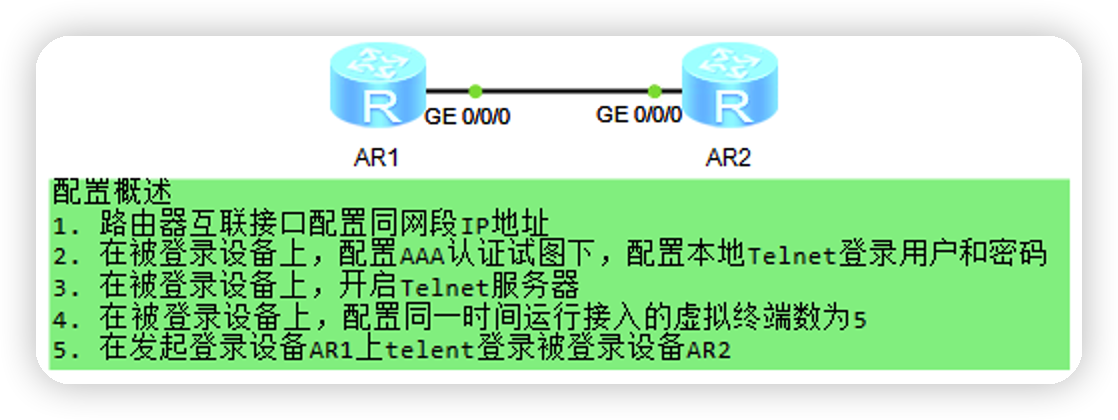 R
R
GE 0/0/0
GE 0/0/0
AR1
AR2
配置概述
1. 路由器互联接口配置同网段IP地址
2. 在被登录设备上，配置AAA认证试图下，配置本地Telnet登录用户和密码
3. 在被登录设备上，开启Telnet服务器
4. 在被登录设备上，配置同一时间运行接入的虚拟终端数为5
5. 在发起登录设备AR1上telent登录被登录设备AR2